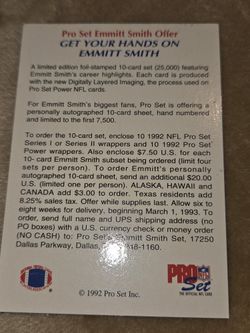 Pro Set Emmitt Smith Offer
GET YOUR HANDS ON
EMMITT SMITH
A limited edition foil-stamped 10-card set (25,000) featuring
Emmitt Smith's career highlights. Each card is produced
with the new Digitally Layered Imaging, the process used on
Pro Set Power NFL cards.
For Emmitt Smith's biggest fans, Pro Set is offering a
personally autographed 10-card sheet, hand numbered
and limited to the first 7,500.
To order the 10-card set, enclose 10 1992 NFL Pro Set
Series I or Series II wrappers and 10 1992 Pro Set
Power wrappers. Also enclose $7.50 U.S. for each
10-card Emmitt Smith subset being ordered (limit four
sets per person). To order the personally
autographed 10-card sheet, send an additional $20.00
U.S. (limited one per person). ALASKA, HAWAII and
CANADA add $3.00 to order. Texas residents add
8.25% sales tax. Offer while supplies last. Allow six to
eight weeks for delivery, beginning March 1, 1993. To
order, send full name and UPS shipping address (no
PO boxes) with a U.S. currency check or money order
(NO CASH) to: Pro Set's Emmitt Smith Set, 17250
Dallas Parkway, Dallas, 8-1160.
PRO
Set
THE OFFICIAL NFL CARD
© 1992 Pro Set Inc.